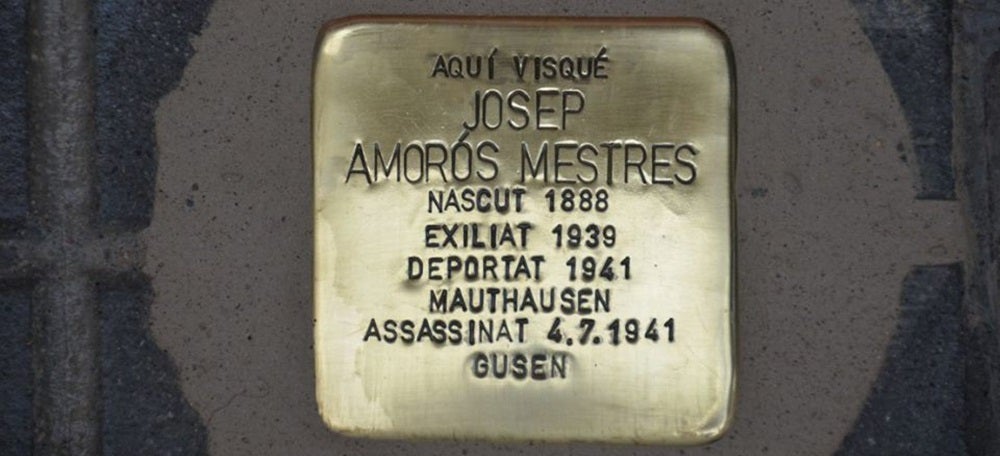 AQUÍ VISQUÉ
JOSEP
AMORÓS MESTRES
NASCUT 1888
EXILIAT 1939
DEPORTAT 1941
MAUTHAUSEN
ASSASSINAT 4.7.1941
GUSEN